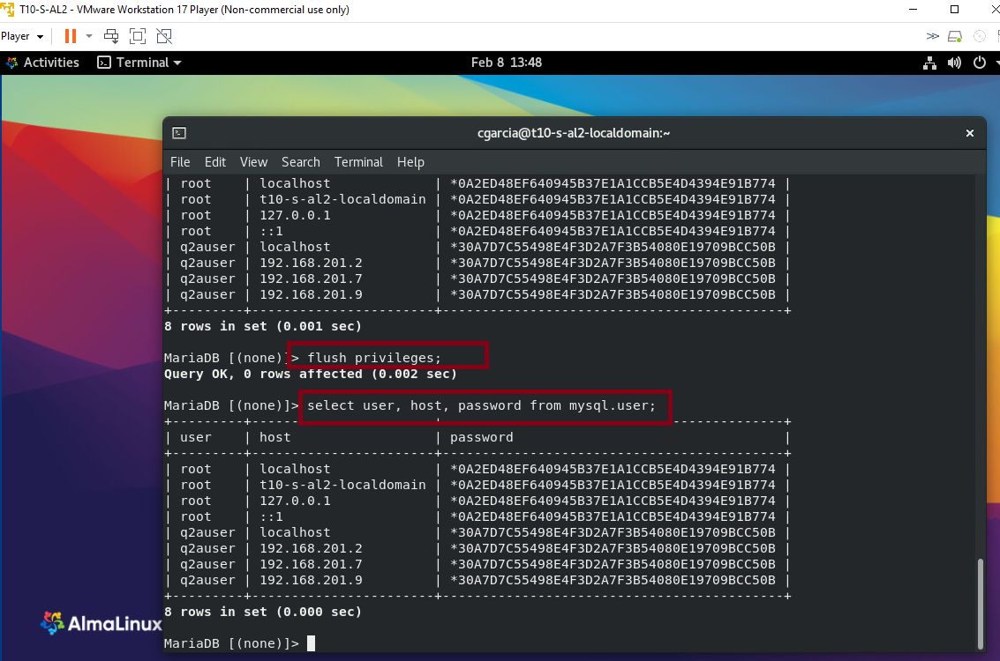 T10-S-AL2 - VMware Workstation 17 Player (Non-commercial use only)
Player
Activities Terminal Feb 8 13:48
cgarcia@t10-s-al2-localdomain:~
File Edit View Search Terminal Help
| root | localhost | *0A2ED48EF640945B37E1A1CCB5E4D4394E91B774 |
| root | t10-s-al2-localdomain | *0A2ED48EF640945B37E1A1CCB5E4D4394E91B774 |
| root | 127.0.0.1 | *0A2ED48EF640945B37E1A1CCB5E4D4394E91B774 |
| root | ::1 | *0A2ED48EF640945B37E1A1CCB5E4D4394E91B774 |
| q2auser | localhost | *30A7D7C55498E4F3D2A7F3B54080E19709BCC50B |
| q2auser | 192.168.201.2 | *30A7D7C55498E4F3D2A7F3B54080E19709BCC50B |
| q2auser | 192.168.201.7 | *30A7D7C55498E4F3D2A7F3B54080E19709BCC50B |
| q2auser | 192.168.201.9 | *30A7D7C55498E4F3D2A7F3B54080E19709BCC50B |
+---------+-----------------------+-------------------------------------------+
8 rows in set (0.001 sec)
MariaDB [(none)]> flush privileges;
Query OK, 0 rows affected (0.002 sec)
MariaDB [(none)]> select user, host, password from mysql.user;
+---------+-----------------------+-------------------------------------------+
| user | host | password |
+---------+-----------------------+-------------------------------------------+
| root | localhost | *0A2ED48EF640945B37E1A1CCB5E4D4394E91B774 |
| root | t10-s-al2-localdomain | *0A2ED48EF640945B37E1A1CCB5E4D4394E91B774 |
| root | 127.0.0.1 | *0A2ED48EF640945B37E1A1CCB5E4D4394E91B774 |
| root | ::1 | *0A2ED48EF640945B37E1A1CCB5E4D4394E91B774 |
| q2auser | localhost | *30A7D7C55498E4F3D2A7F3B54080E19709BCC50B |
| q2auser | 192.168.201.2 | *30A7D7C55498E4F3D2A7F3B54080E19709BCC50B |
| q2auser | 192.168.201.7 | *30A7D7C55498E4F3D2A7F3B54080E19709BCC50B |
| q2auser | 192.168.201.9 | *30A7D7C55498E4F3D2A7F3B54080E19709BCC50B |
+---------+-----------------------+-------------------------------------------+
8 rows in set (0.000 sec)
MariaDB [(none)]>
AlmaLinux